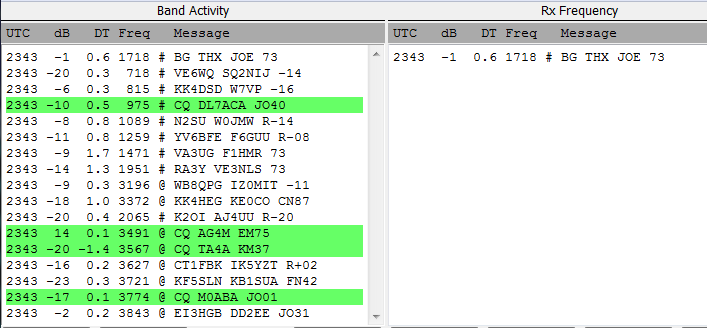 Band Activity
UTC dB DT Freq Message
2343 -1 0.6 1718 # BG THX JOE 73
2343 -20 0.3 718 # VE6WQ SQ2NIJ -14
2343 -6 0.3 815 # KK4DSD W7VP -16
2343 -10 0.5 975 # CQ DL7ACA JO40
2343 -8 0.8 1089 # N2SU W0JMW R-14
2343 -11 0.8 1259 # YV6BFE F6GUU R-08
2343 -9 1.7 1471 # VA3UG F1HMR 73
2343 -14 1.3 1951 # RA3Y VE3NLS 73
2343 -9 0.3 3196 @ WB8QPG IZ0MIT -11
2343 -18 1.0 3372 @ KK4HEG KE0CO CN87
2343 -20 0.4 2065 # K2OI AJ4UU R-20
2343 14 0.1 3491 @ CQ AG4M EM75
2343 -20 -1.4 3567 @ CQ TA4A KM37
2343 -16 0.2 3627 @ CT1FBK IK5YZT R+02
2343 -23 0.3 3721 @ KF5SLN KB1SUA FN42
2343 -17 0.1 3774 @ CQ M0ABA JO01
2343 -2 0.2 3843 @ EI3HGB DD2EE JO31
Rx Frequency
UTC dB DT Freq Message
2343 -1 0.6 1718 # BG THX JOE 73